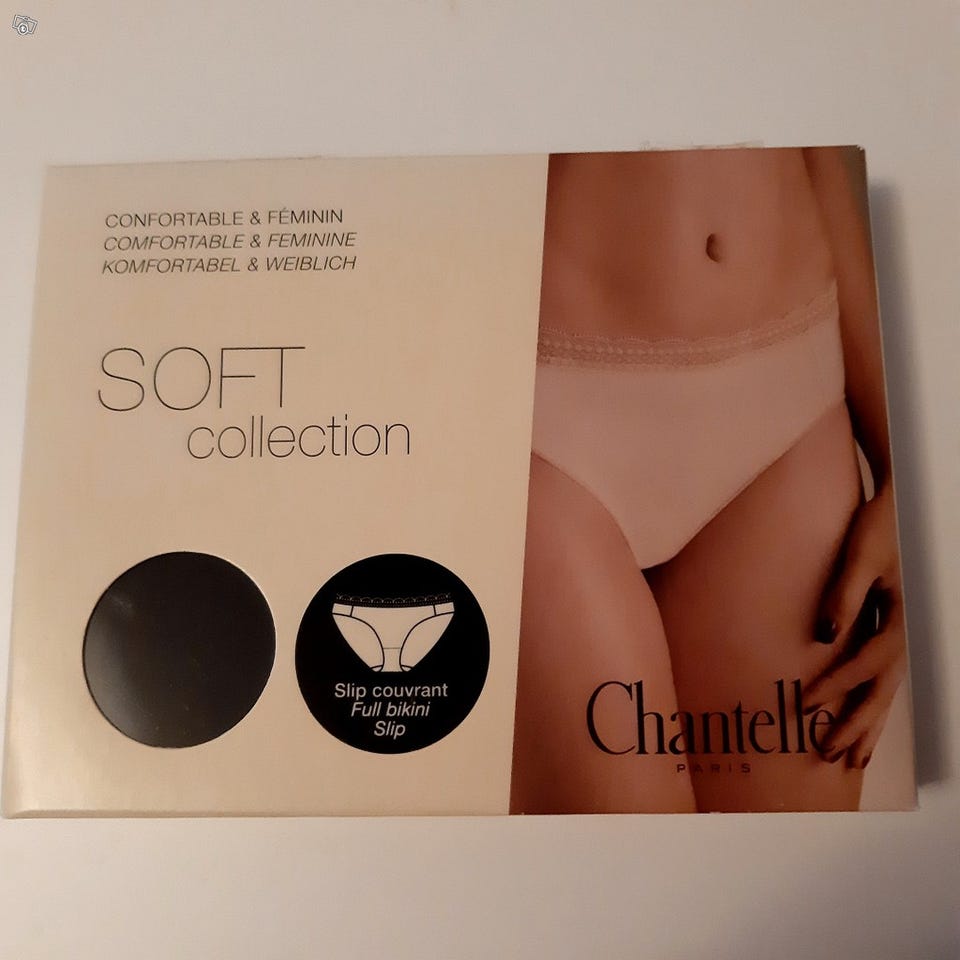 CONFORTABLE & FÉMININ
COMFORTABLE & FEMININE
KOMFORTABEL & WEIBLICH
SOFT
collection
Slip couvrant
Full bikini
Slip
Chantelle
PARIS